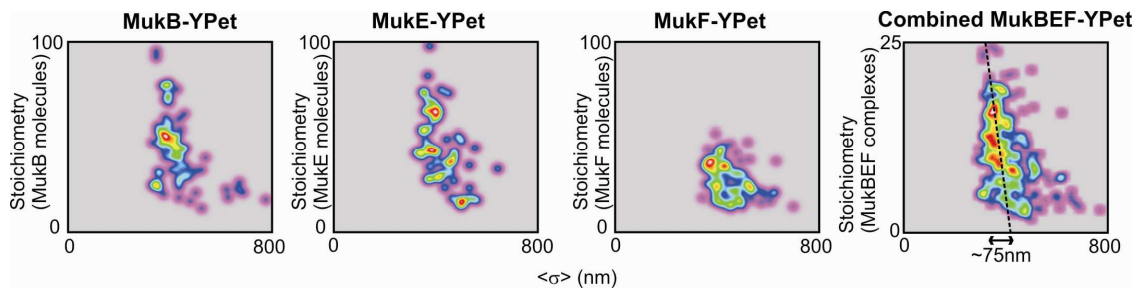 MukB-YPet
MukE-YPet
MukF-YPet
Combined MukBEF-YPet
100
Stoichiometry
(MukB molecules)
0
0
800
100
Stoichiometry
(MukE molecules)
0
0
800
100
Stoichiometry
(MukF molecules)
0
0
800
25
Stoichiometry
(MukBEF complexes)
0
0
800
~75nm
<σ> (nm)